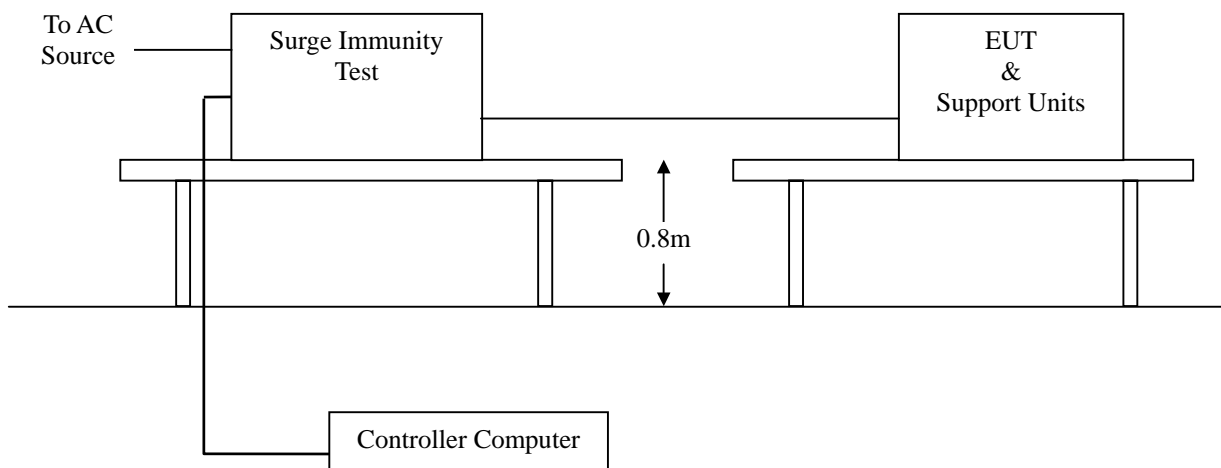 To AC
Source
Surge Immunity
Test
EUT
&
Support Units
0.8m
Controller Computer